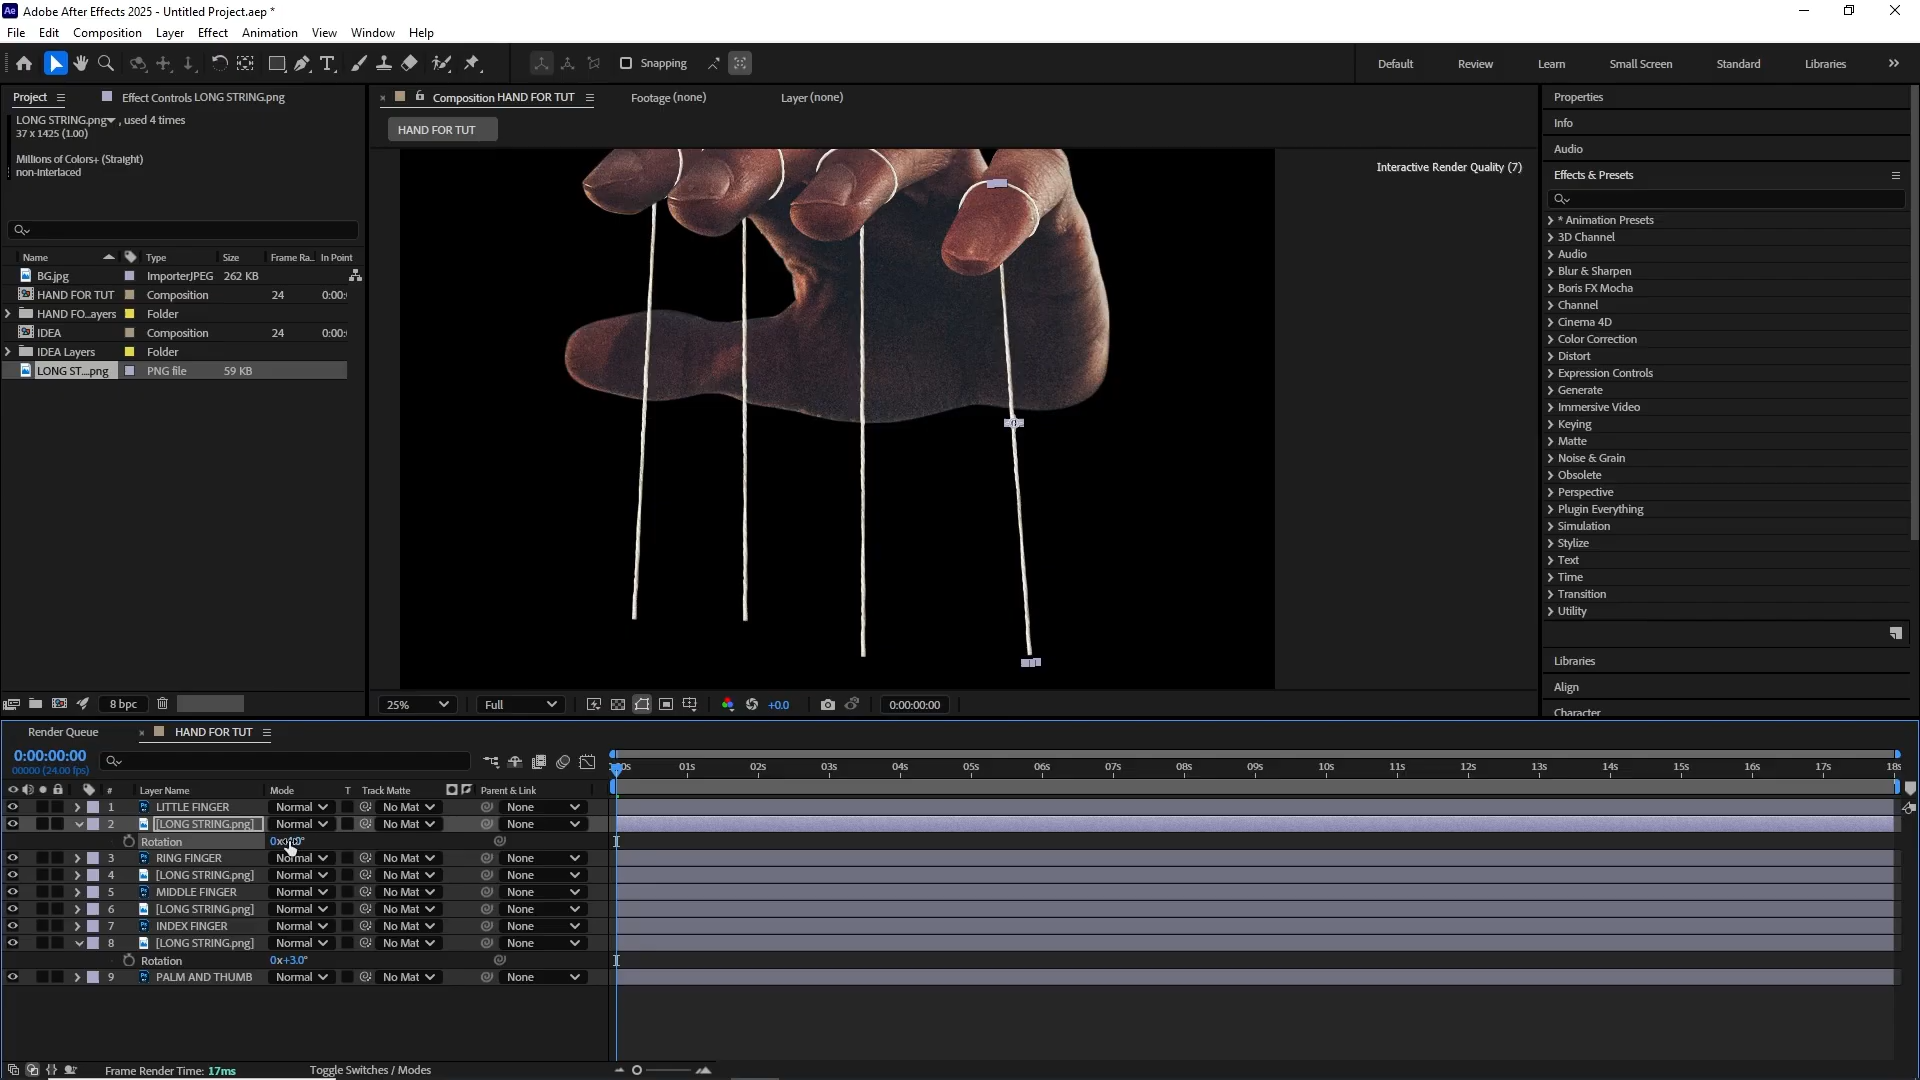 Ae Adobe After Effects 2025 - Untitled Project.aep *
File Edit Composition Layer Effect Animation View Window Help
Snapping
Default Review Learn Small Screen Standard Libraries
Project Effect Controls LONG STRING.png
LONG STRING.png , used 4 times
37 x 1425 (1.00)
Millions of Colors+ (Straight)
non-interlaced
Name Type Size Frame Ra... In Point
BG.jpg ImporterJPEG 262 KB
HAND FOR TUT Composition 24 0:00:
HAND FO...ayers Folder
IDEA Composition 24 0:00:
IDEA Layers Folder
LONG ST....png PNG file 59 KB
8 bpc
Composition HAND FOR TUT Footage (none) Layer (none)
HAND FOR TUT
Interactive Render Quality (7)
25% Full +0.0 0:00:00:00
Properties
Info
Audio
Effects & Presets
* Animation Presets
3D Channel
Audio
Blur & Sharpen
Boris FX Mocha
Channel
Cinema 4D
Color Correction
Distort
Expression Controls
Generate
Immersive Video
Keying
Matte
Noise & Grain
Obsolete
Perspective
Plugin Everything
Simulation
Stylize
Text
Time
Transition
Utility
Libraries
Align
Character
Render Queue HAND FOR TUT
0:00:00:00
00000 (24.00 fps)
01s 02s 03s 04s 05s 06s 07s 08s 09s 10s 11s 12s 13s 14s 15s 16s 17s 18s
# Layer Name Mode T Track Matte Parent & Link
1 LITTLE FINGER Normal No Mat None
2 [LONG STRING.png] Normal No Mat None
Rotation
3 RING FINGER Normal No Mat None
4 [LONG STRING.png] Normal No Mat None
5 MIDDLE FINGER Normal No Mat None
6 [LONG STRING.png] Normal No Mat None
7 INDEX FINGER Normal No Mat None
8 [LONG STRING.png] Normal No Mat None
Rotation 0x+3.0°
9 PALM AND THUMB Normal No Mat None
Frame Render Time: 17ms Toggle Switches / Modes